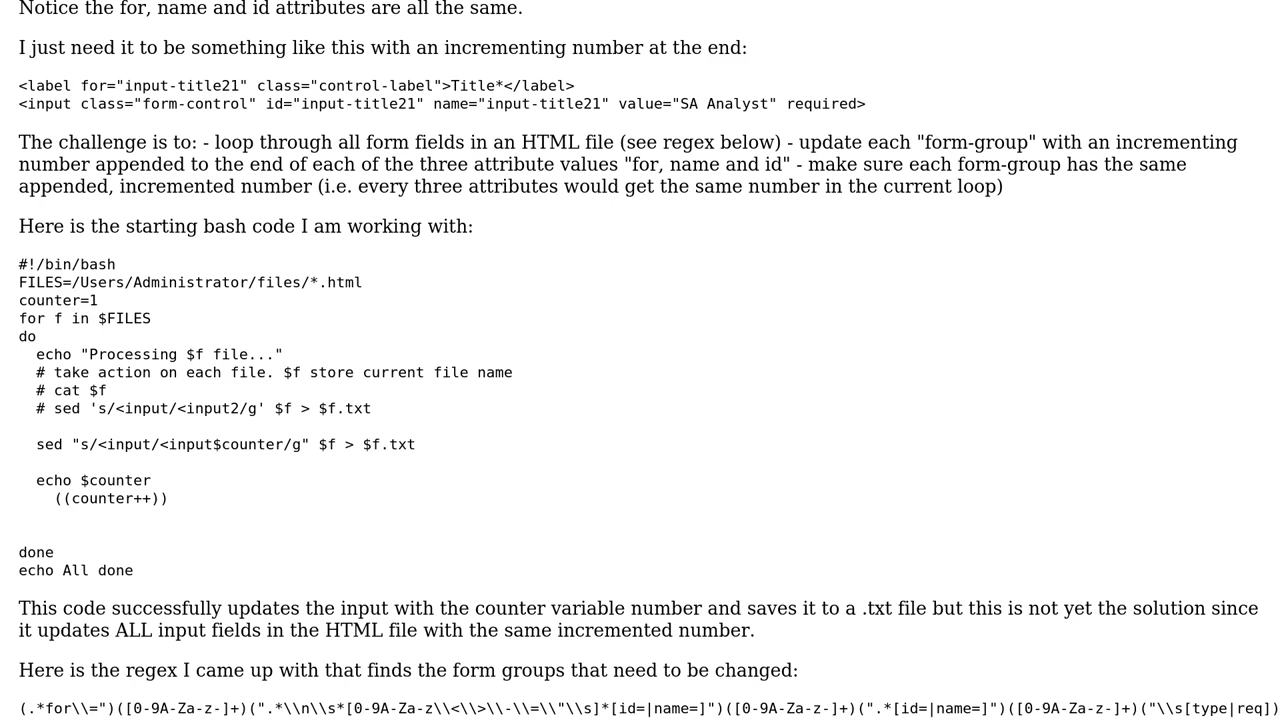 Notice the for, name and id attributes are all the same.
I just need it to be something like this with an incrementing number at the end:
<label for="input-title21" class="control-label">Title*</label>
<input class="form-control" id="input-title21" name="input-title21" value="SA Analyst" required>
The challenge is to: - loop through all form fields in an HTML file (see regex below) - update each "form-group" with an incrementing
number appended to the end of each of the three attribute values "for, name and id" - make sure each form-group has the same
appended, incremented number (i.e. every three attributes would get the same number in the current loop)
Here is the starting bash code I am working with:
#!/bin/bash
FILES=/Users/Administrator/files/*.html
counter=1
for f in $FILES
do
  echo "Processing $f file..."
  # take action on each file. $f store current file name
  # cat $f
  # sed 's/<input/<input2/g' $f > $f.txt
  sed "s/<input/<input$counter/g" $f > $f.txt
  echo $counter
    ((counter++))
done
echo All done
This code successfully updates the input with the counter variable number and saves it to a .txt file but this is not yet the solution since
it updates ALL input fields in the HTML file with the same incremented number.
Here is the regex I came up with that finds the form groups that need to be changed:
(.*for\\=")([0-9A-Za-z-]+)(".*\\n\\s*[0-9A-Za-z\\<\\>\\-\\=\\"\\s]*[id=|name=]")([0-9A-Za-z-]+)(".*[id=|name=]")([0-9A-Za-z-]+)("\\s[type|req])